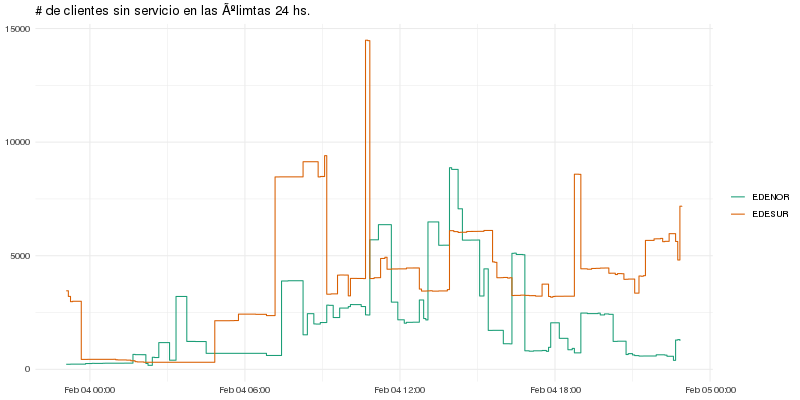 # de clientes sin servicio en las Ãºlimtas 24 hs.
15000
10000
5000
0
Feb 04 00:00
Feb 04 06:00
Feb 04 12:00
Feb 04 18:00
Feb 05 00:00
EDENOR
EDESUR